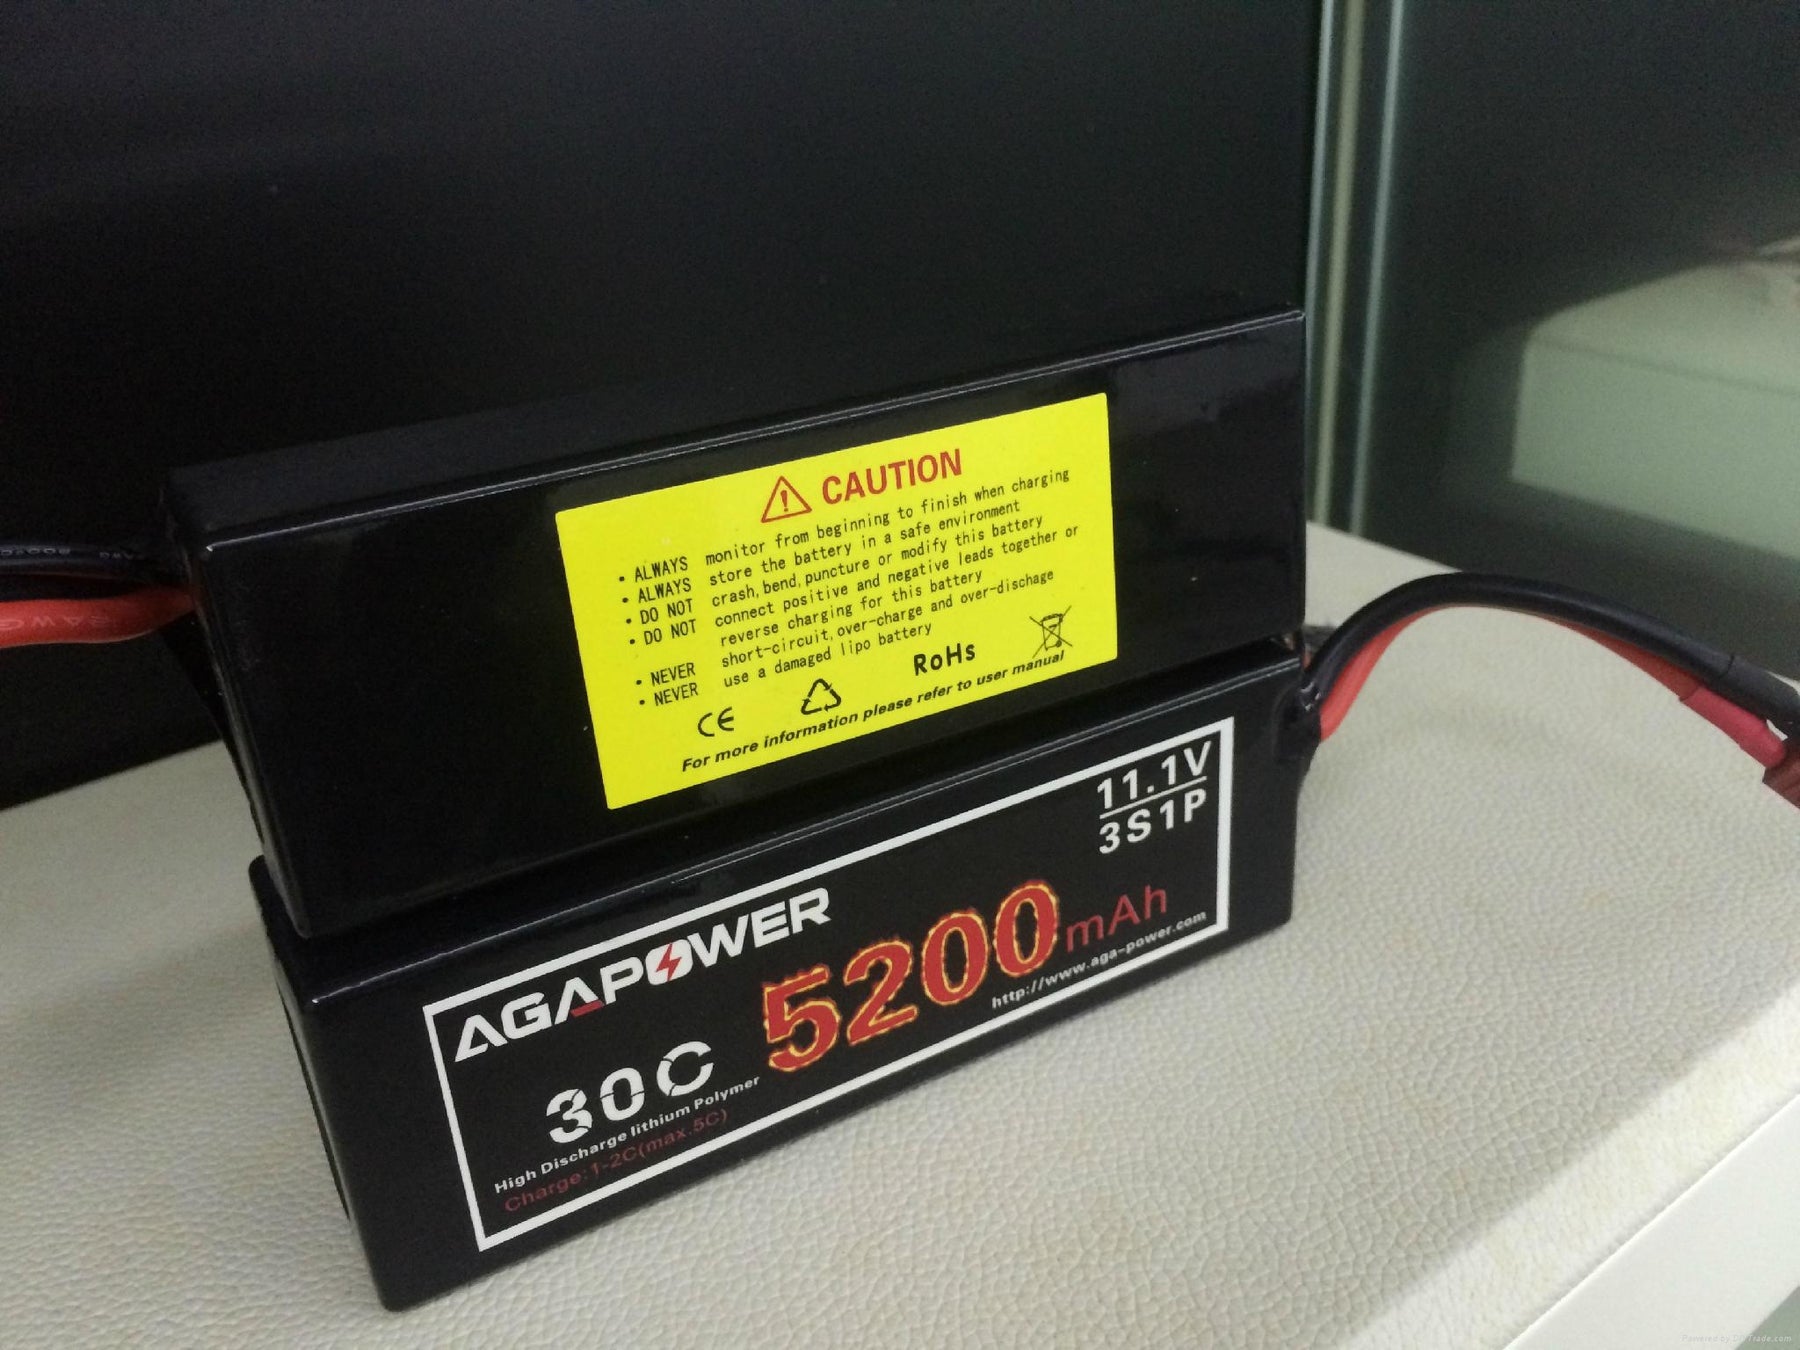 CAUTION
• ALWAYS monitor from beginning to finish when charging
• ALWAYS store the battery in a safe environment
• DO NOT crash,bend,puncture or modify this battery
• DO NOT connect positive and negative leads together or
reverse charging for this battery
• NEVER short-circuit,over-charge and over-dischage
• NEVER use a damaged lipo battery
CE RoHs
For more information please refer to user manual
11.1V
3S1P
AGAPOWER
5200mAh
http://www.aga-power.com
30C
High Discharge lithium Polymer
Charge:1-2C(max.5C)